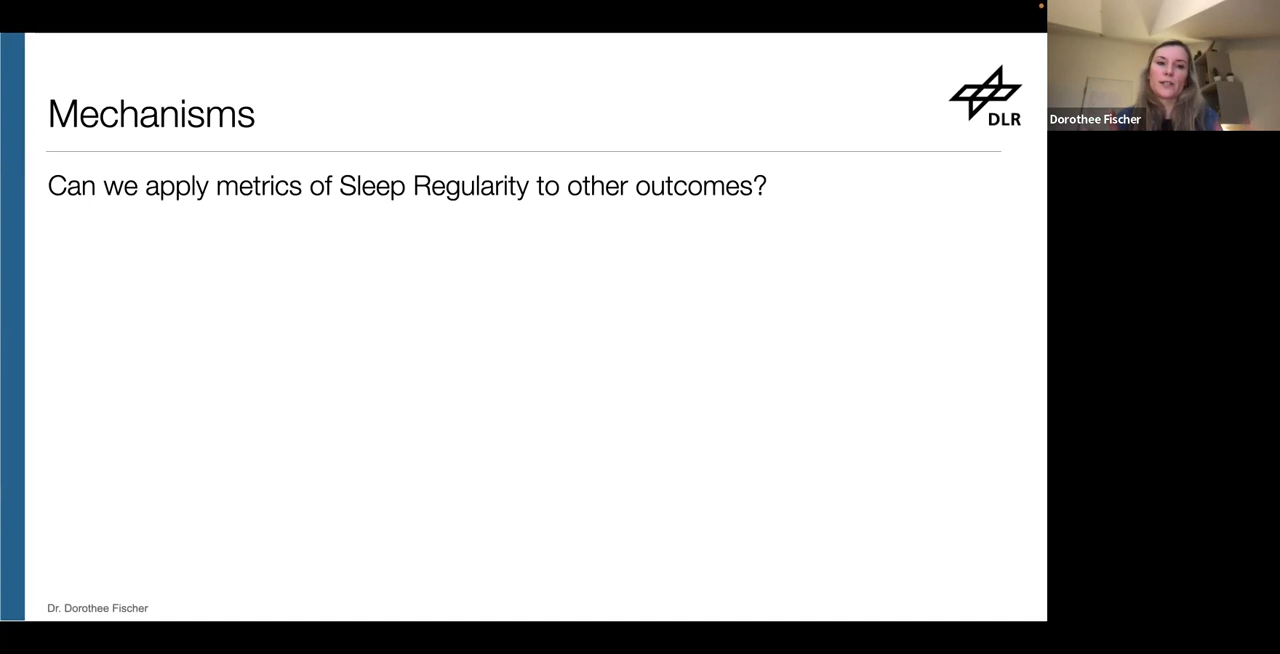 Mechanisms
DLR
Can we apply metrics of Sleep Regularity to other outcomes?
Dr. Dorothee Fischer
Dorothee Fischer